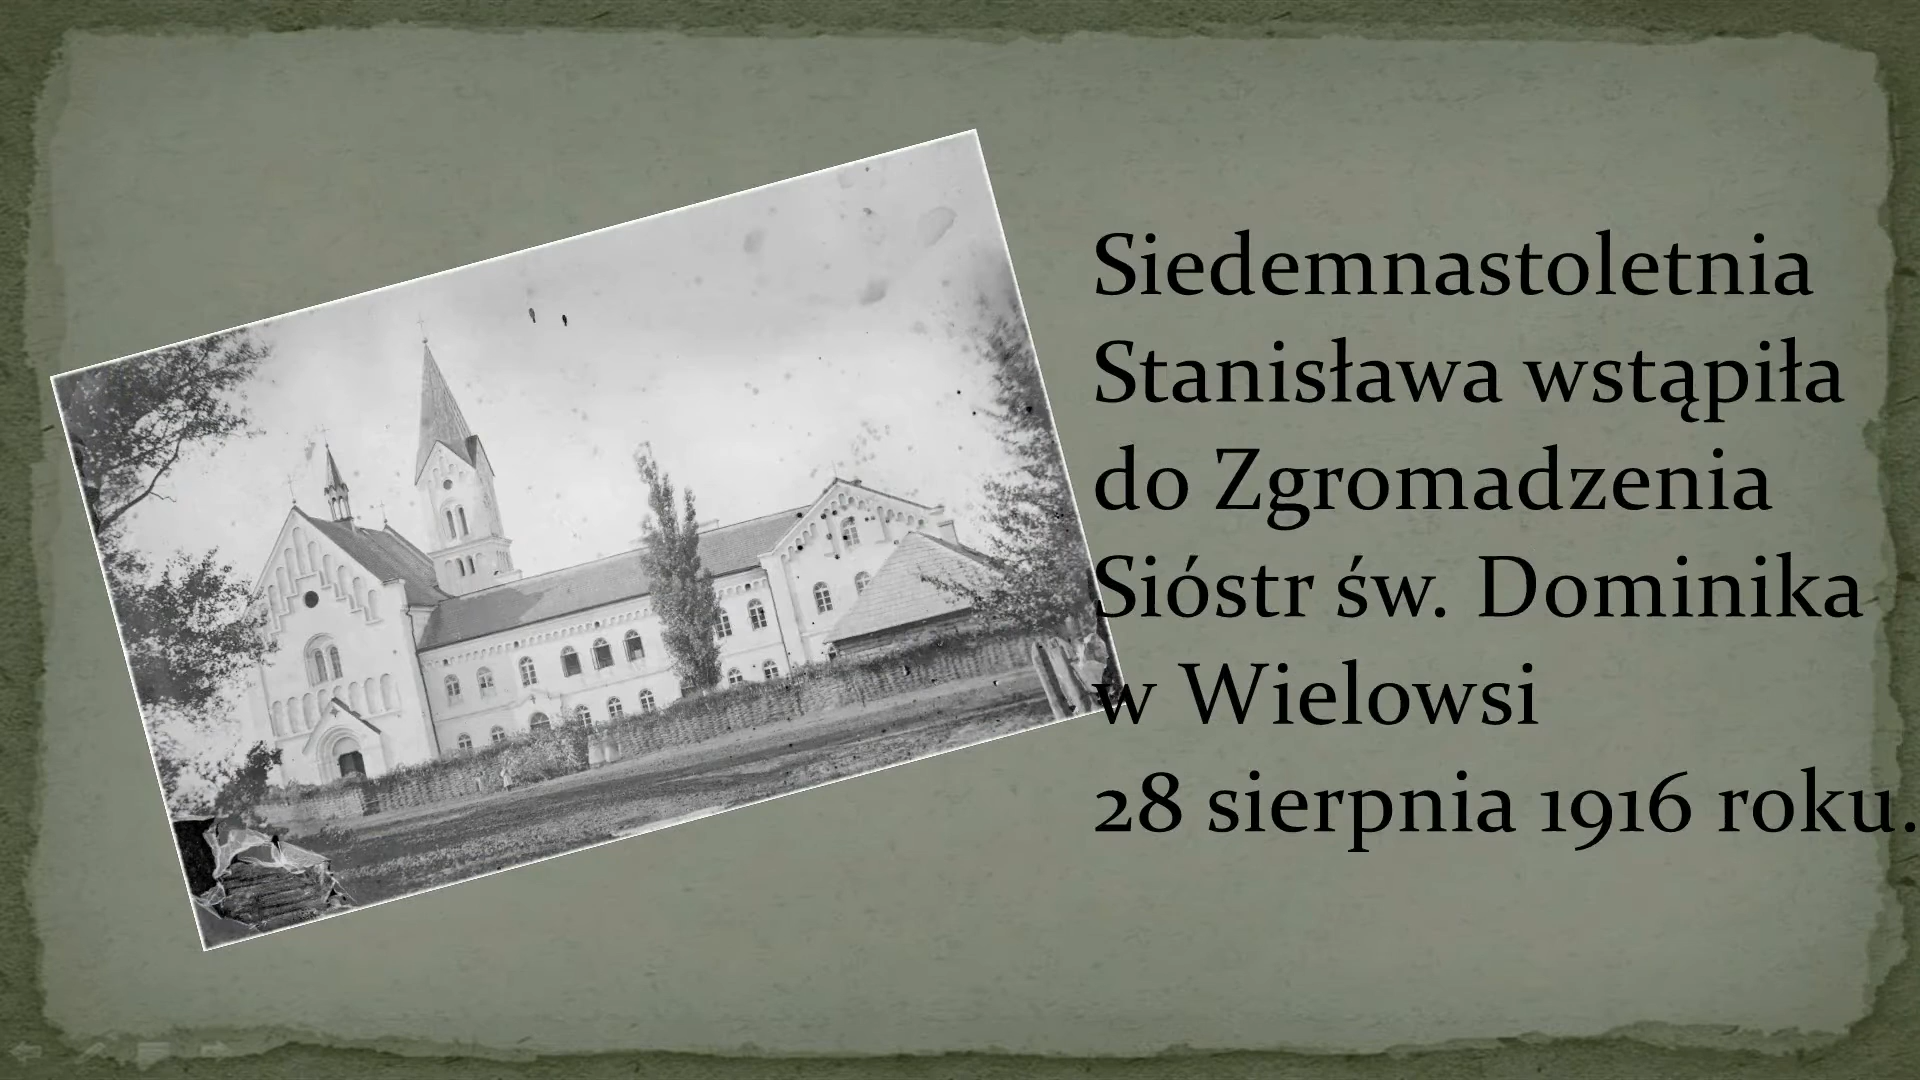 Siedemnastoletnia
Stanisława wstąpiła
do Zgromadzenia
Sióstr św. Dominika
w Wielowsi
28 sierpnia 1916 roku.